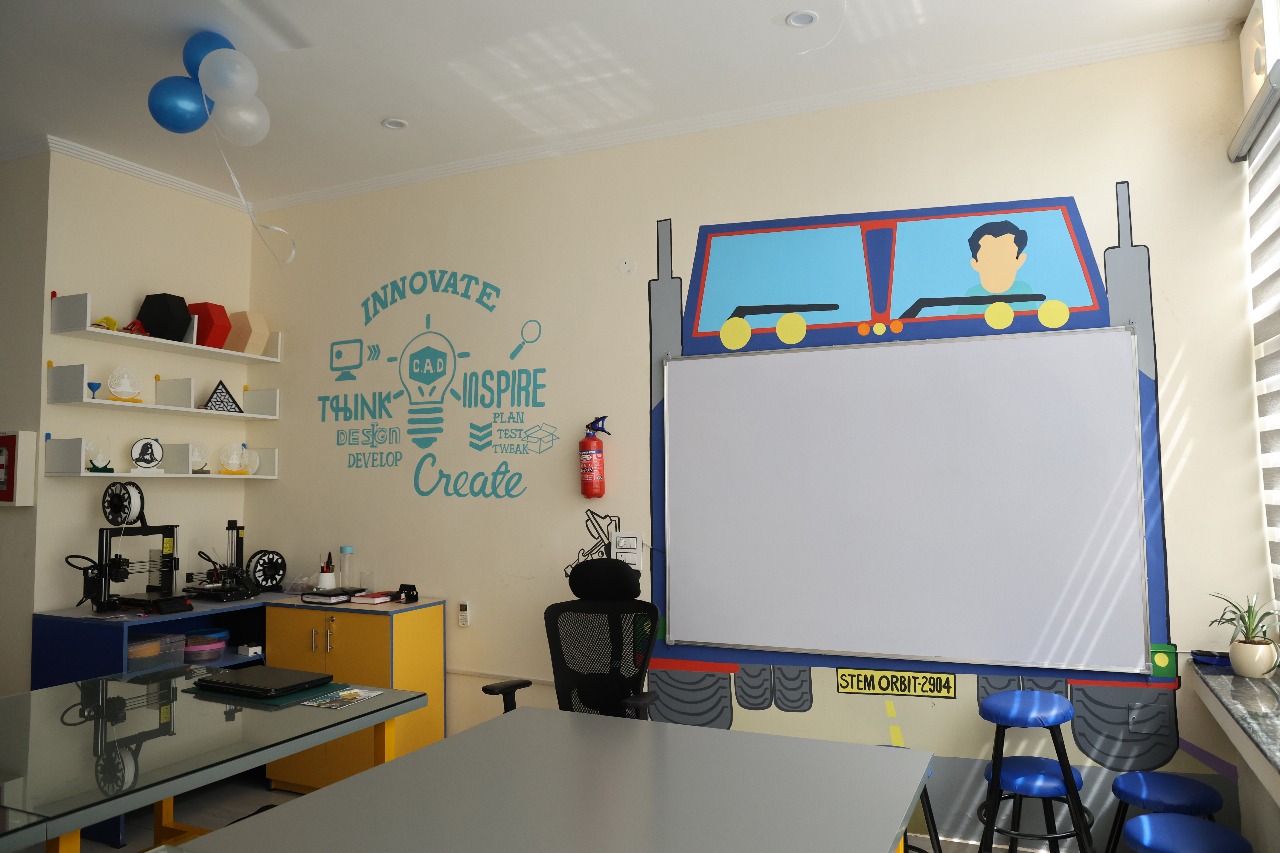 INNOVATE
C.A.D
THINK
INSPIRE
DESIGN
DEVELOP
PLAN
TEST
TWEAK
Create
STEM ORBIT-2904